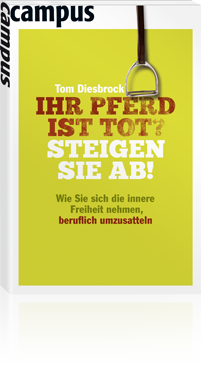 campus
campus
Tom Diesbrock
IHR PFERD
IST TOT?
STEIGEN
SIE AB!
Wie Sie sich die innere
Freiheit nehmen,
beruflich umzusatteln